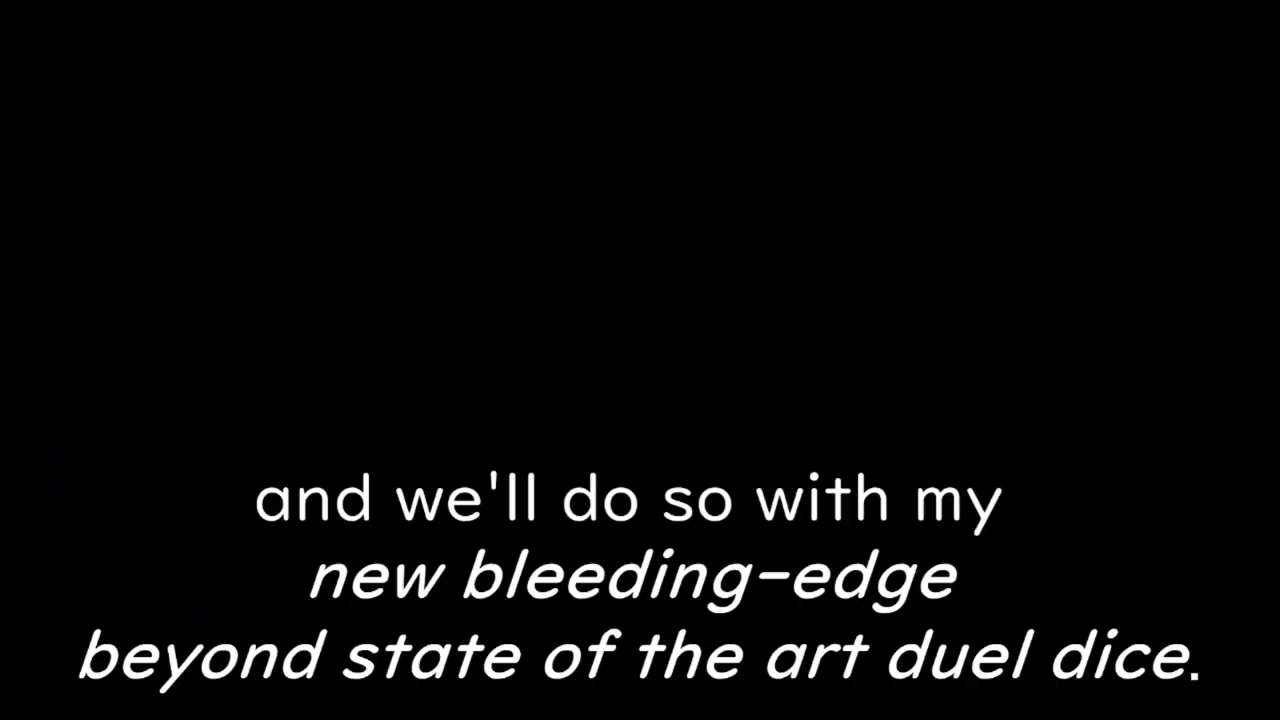 and we'll do so with my
new bleeding-edge
beyond state of the art duel dice.